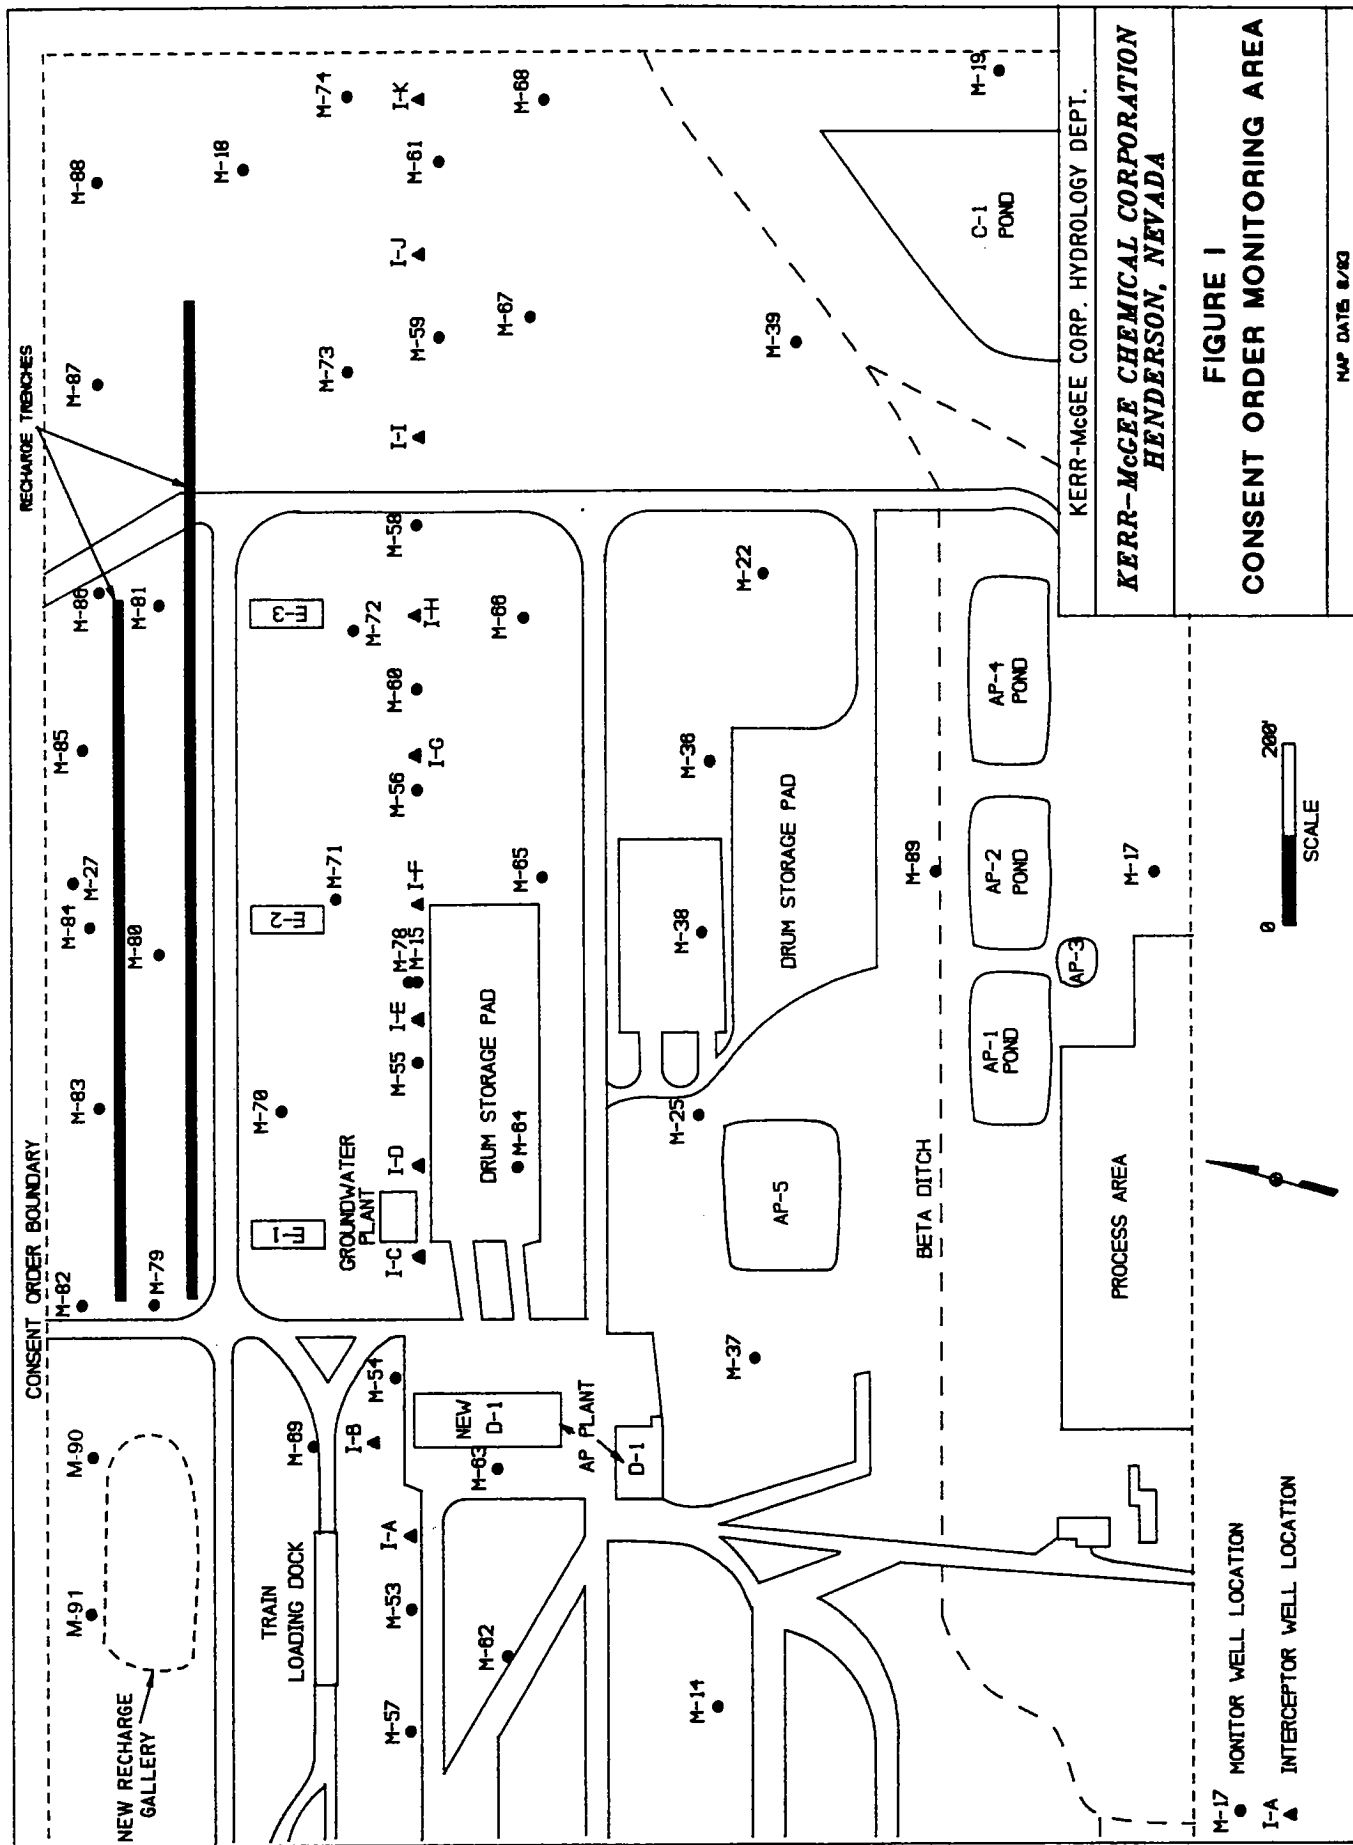 CONSENT ORDER BOUNDARY
RECHARGE TRENCHES
M-91
M-90
M-82
M-83
M-84
M-27
M-85
M-86
M-87
M-88
M-79
M-80
M-81
M-18
NEW RECHARGE
GALLERY
TRAIN
LOADING DOCK
M-69
M-70
M-71
M-72
M-73
M-74
E-1
E-2
E-3
GROUNDWATER
PLANT
M-57
M-53
I-A
I-B
M-54
I-C
I-D
M-55
I-E
M-78
M-15
I-F
M-56
I-G
M-60
I-H
M-58
I-I
M-59
I-J
M-61
I-K
M-62
M-63
NEW
D-1
AP PLANT
D-1
DRUM STORAGE PAD
M-64
M-65
M-66
M-67
M-68
M-14
M-37
M-25
AP-5
M-38
M-36
DRUM STORAGE PAD
M-22
M-39
BETA DITCH
M-89
AP-1
POND
AP-2
POND
AP-3
AP-4
POND
C-1
POND
M-19
PROCESS AREA
M-17
M-17
MONITOR WELL LOCATION
I-A
INTERCEPTOR WELL LOCATION
0
200'
SCALE
KERR-McGEE CORP. HYDROLOGY DEPT.
KERR-McGEE CHEMICAL CORPORATION
HENDERSON, NEVADA
FIGURE I
CONSENT ORDER MONITORING AREA
MAP DATE 8/93